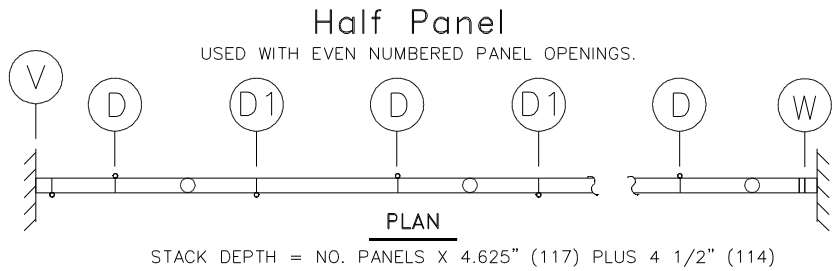 Half Panel
USED WITH EVEN NUMBERED PANEL OPENINGS.
V D D1 D D1 D W
PLAN
STACK DEPTH = NO. PANELS X 4.625" (117) PLUS 4 1/2" (114)